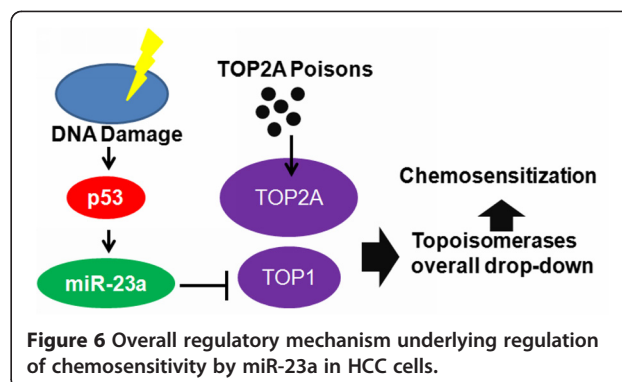 DNA Damage
p53
miR-23a
TOP2A Poisons
TOP2A
TOP1
Chemosensitization
Topoisomerases
overall drop-down
Figure 6 Overall regulatory mechanism underlying regulation
of chemosensitivity by miR-23a in HCC cells.